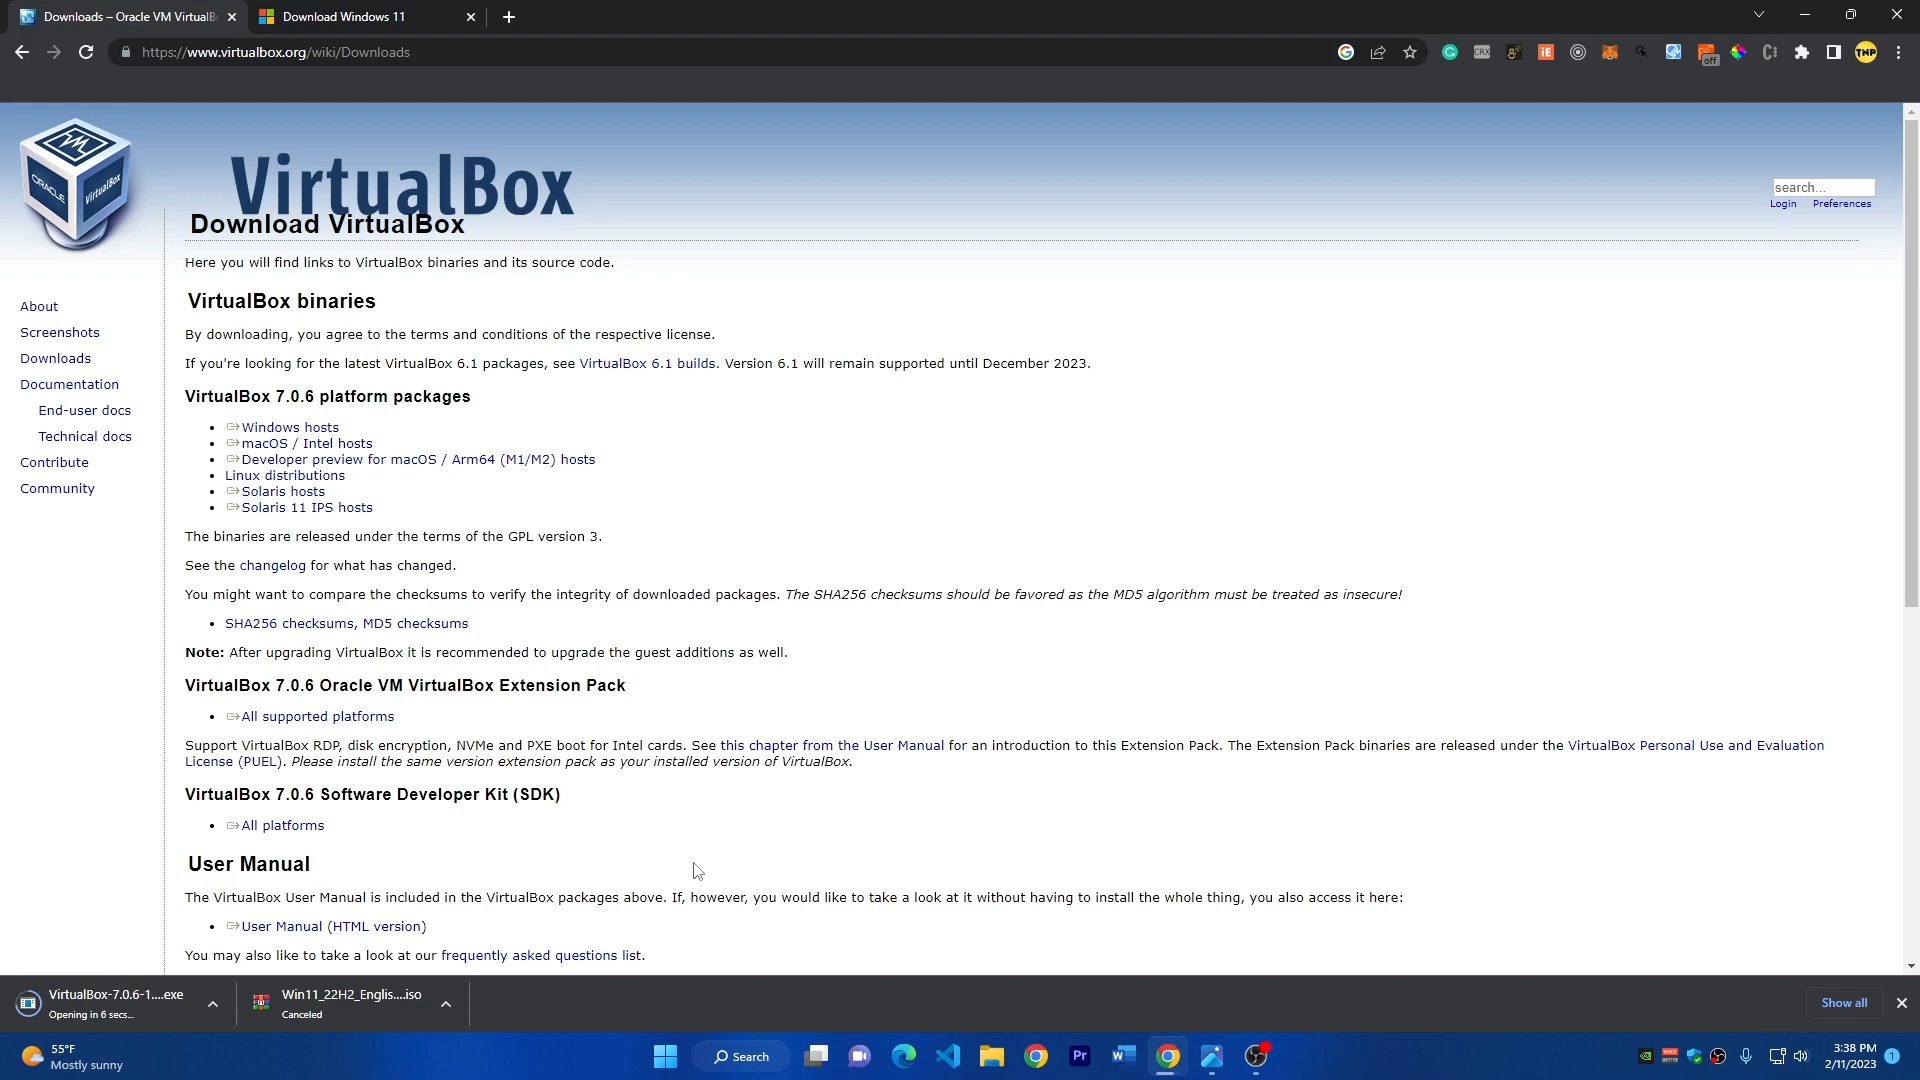 Downloads – Oracle VM VirtualB
Download Windows 11
https://www.virtualbox.org/wiki/Downloads
CRX
iE
off
TNP
ORACLE
VirtualBox
VirtualBox
search...
Login Preferences
Download VirtualBox
Here you will find links to VirtualBox binaries and its source code.
About
Screenshots
Downloads
Documentation
End-user docs
Technical docs
Contribute
Community
VirtualBox binaries
By downloading, you agree to the terms and conditions of the respective license.
If you're looking for the latest VirtualBox 6.1 packages, see VirtualBox 6.1 builds. Version 6.1 will remain supported until December 2023.
VirtualBox 7.0.6 platform packages
• Windows hosts
• macOS / Intel hosts
• Developer preview for macOS / Arm64 (M1/M2) hosts
• Linux distributions
• Solaris hosts
• Solaris 11 IPS hosts
The binaries are released under the terms of the GPL version 3.
See the changelog for what has changed.
You might want to compare the checksums to verify the integrity of downloaded packages. The SHA256 checksums should be favored as the MD5 algorithm must be treated as insecure!
• SHA256 checksums, MD5 checksums
Note: After upgrading VirtualBox it is recommended to upgrade the guest additions as well.
VirtualBox 7.0.6 Oracle VM VirtualBox Extension Pack
• All supported platforms
Support VirtualBox RDP, disk encryption, NVMe and PXE boot for Intel cards. See this chapter from the User Manual for an introduction to this Extension Pack. The Extension Pack binaries are released under the VirtualBox Personal Use and Evaluation
License (PUEL). Please install the same version extension pack as your installed version of VirtualBox.
VirtualBox 7.0.6 Software Developer Kit (SDK)
• All platforms
User Manual
The VirtualBox User Manual is included in the VirtualBox packages above. If, however, you would like to take a look at it without having to install the whole thing, you also access it here:
• User Manual (HTML version)
You may also like to take a look at our frequently asked questions list.
VirtualBox-7.0.6-1....exe
Opening in 6 secs...
Win11_22H2_Englis....iso
Canceled
Show all
55°F
Mostly sunny
Search
Pr
W
3:38 PM
2/11/2023
1